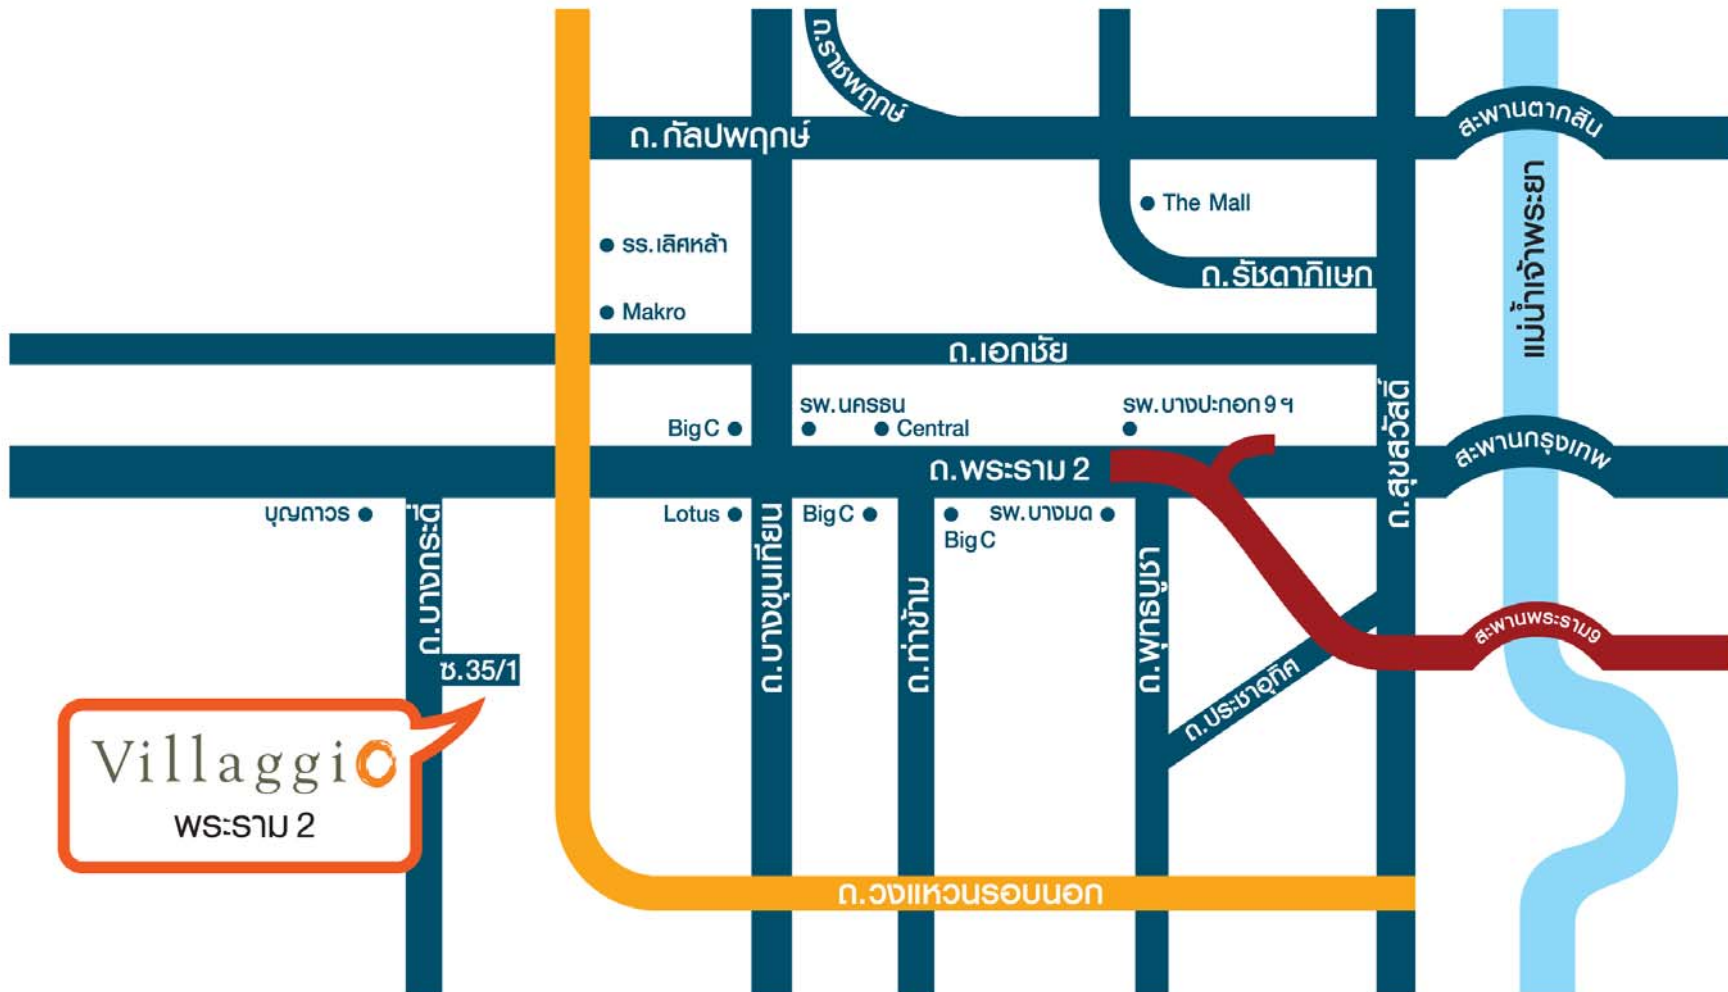 ถ.ราชพฤกษ์
ถ.กัลปพฤกษ์
สะพานตากสิน
The Mall
แม่น้ำเจ้าพระยา
รร.เลิศหล้า
ถ.รัชดาภิเษก
Makro
ถ.เอกชัย
รพ.นครธน
รพ.บางปะกอก 9 ฯ
Big C
Central
ถ.สุขสวัสดิ์
สะพานกรุงเทพ
ถ.พระราม 2
บุญถาวร
ถ.บางกระดี่
Lotus
ถ.บางขุนเทียน
Big C
Big C
รพ.บางมด
ถ.ท่าข้าม
ถ.พุทธบูชา
สะพานพระราม9
ซ.35/1
ถ.ประชาอุทิศ
Villaggio
พระราม 2
ถ.วงแหวนรอบนอก